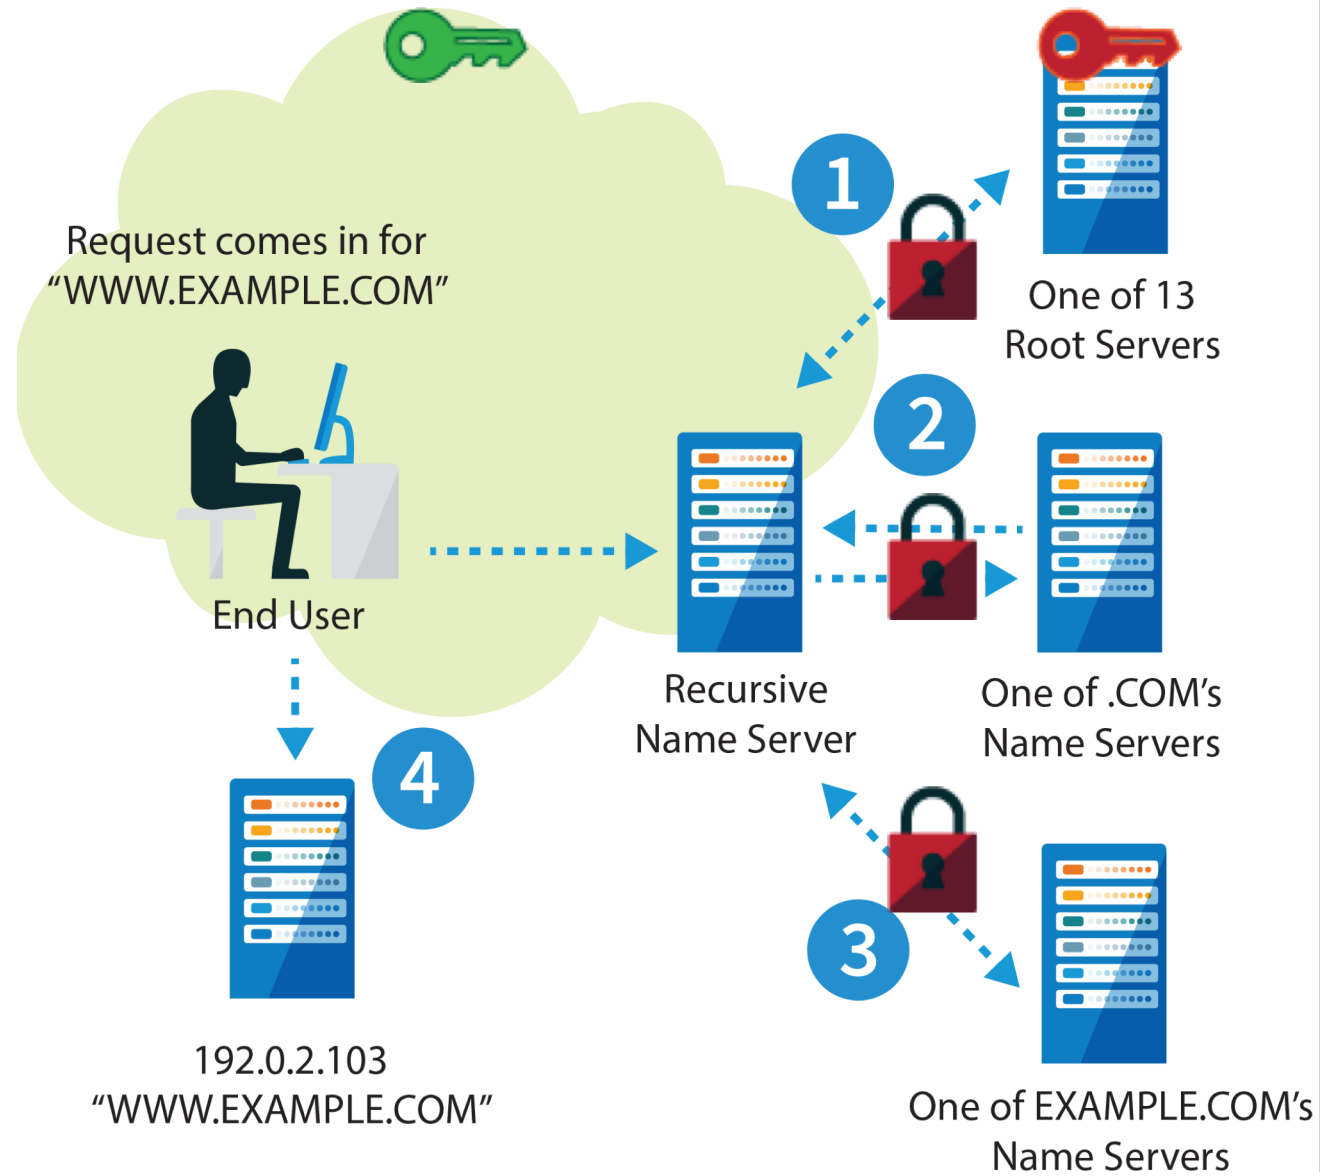 1
One of 13
Root Servers
Request comes in for
“WWW.EXAMPLE.COM”
2
End User
Recursive
Name Server
One of .COM’s
Name Servers
4
3
192.0.2.103
“WWW.EXAMPLE.COM”
One of EXAMPLE.COM’s
Name Servers